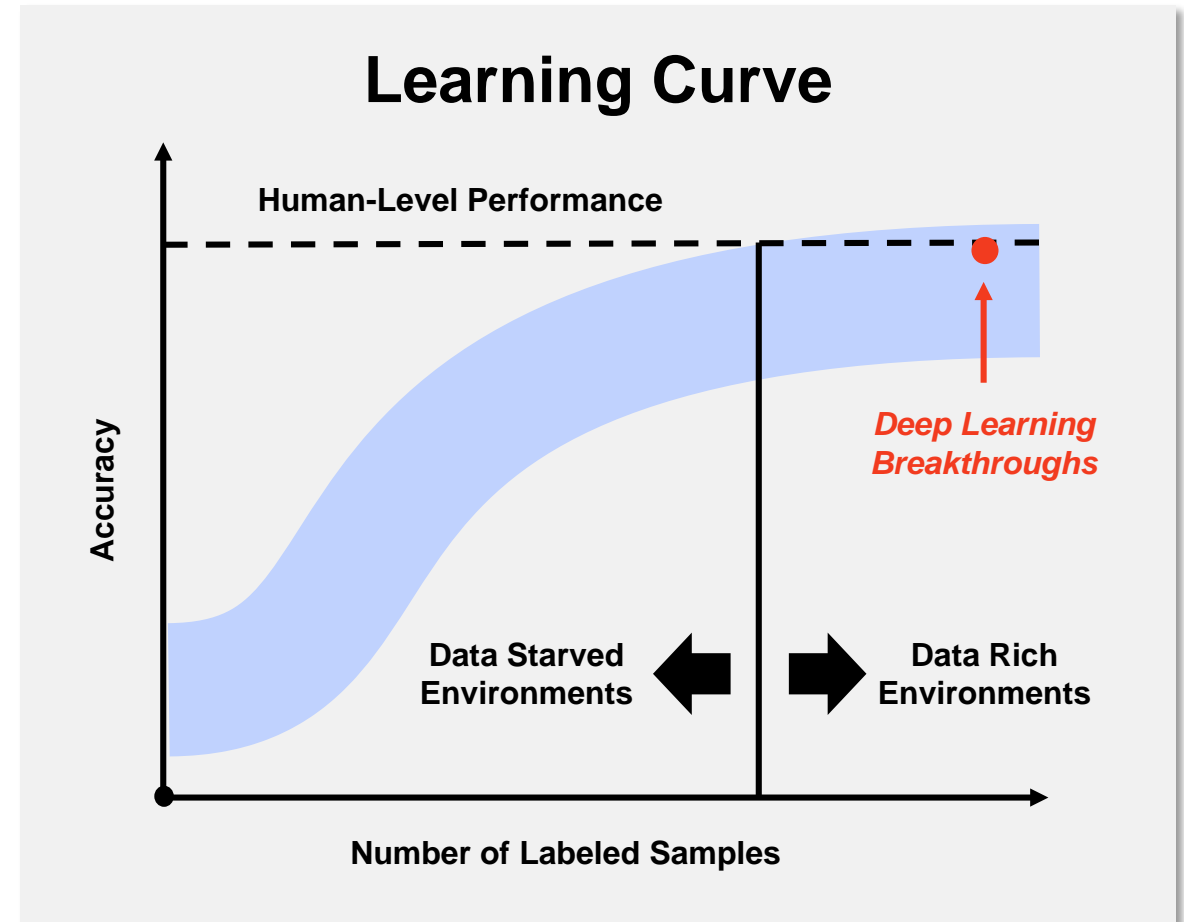 Learning Curve
Human-Level Performance
Accuracy
Deep Learning
Breakthroughs
Data Starved
Environments
Data Rich
Environments
Number of Labeled Samples